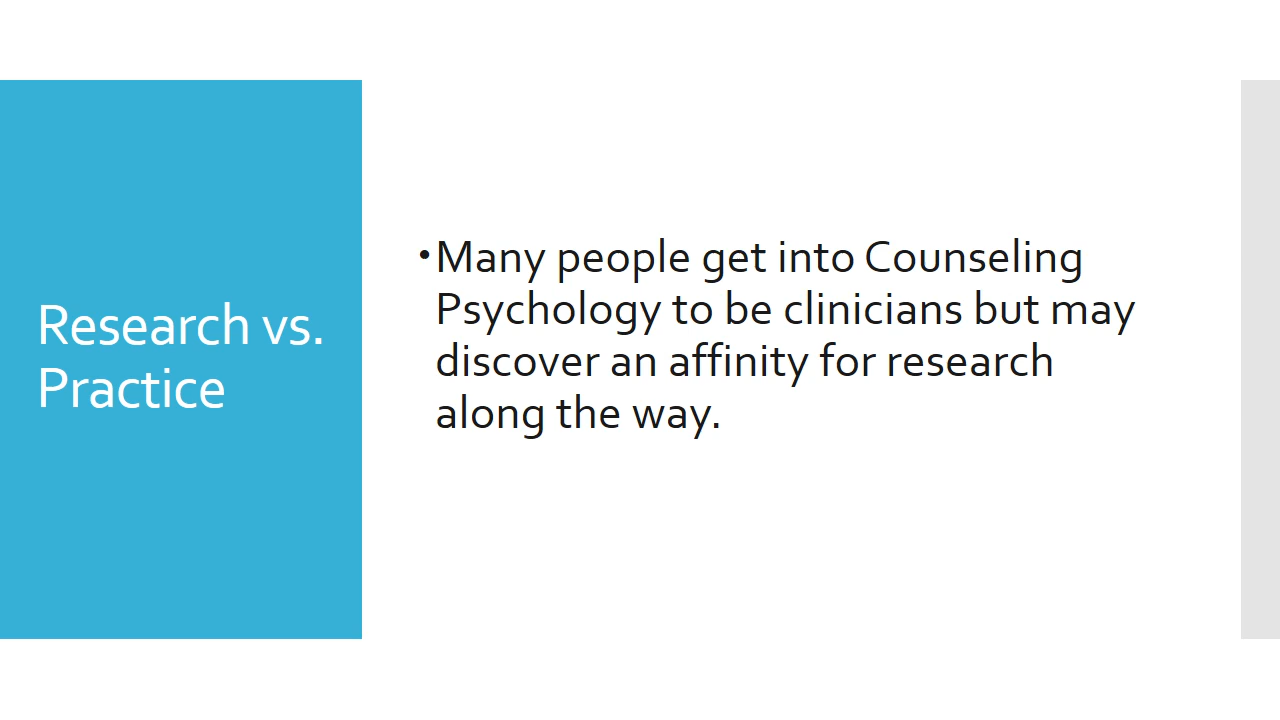 Research vs.
Practice
•Many people get into Counseling
Psychology to be clinicians but may
discover an affinity for research
along the way.